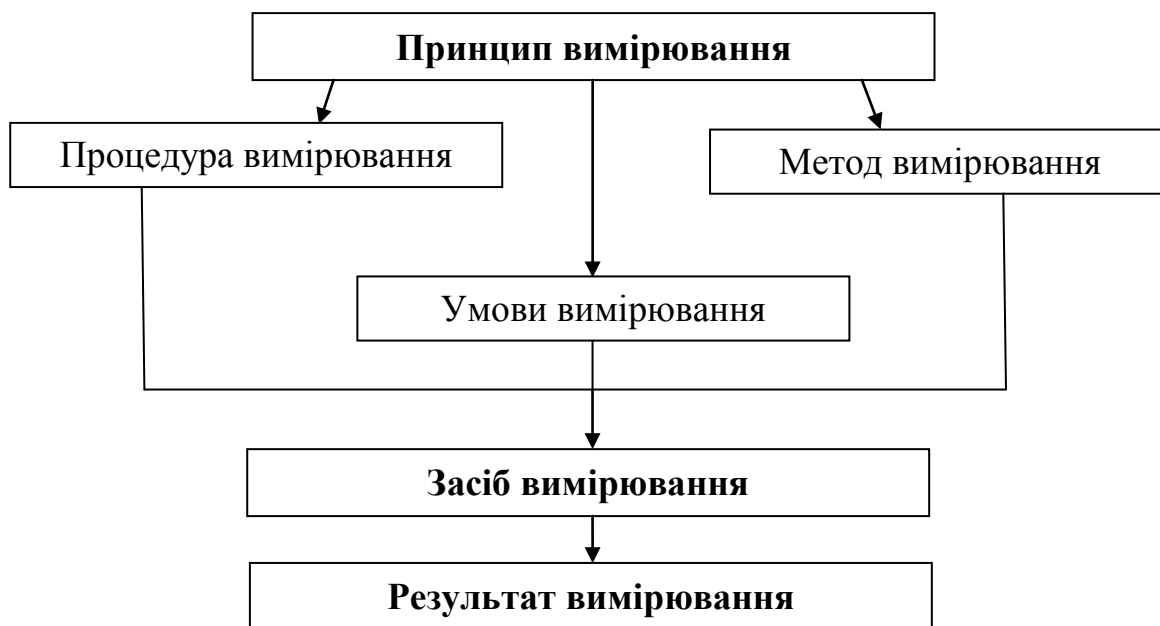 Принцип вимірювання
Процедура вимірювання
Метод вимірювання
Умови вимірювання
Засіб вимірювання
Результат вимірювання